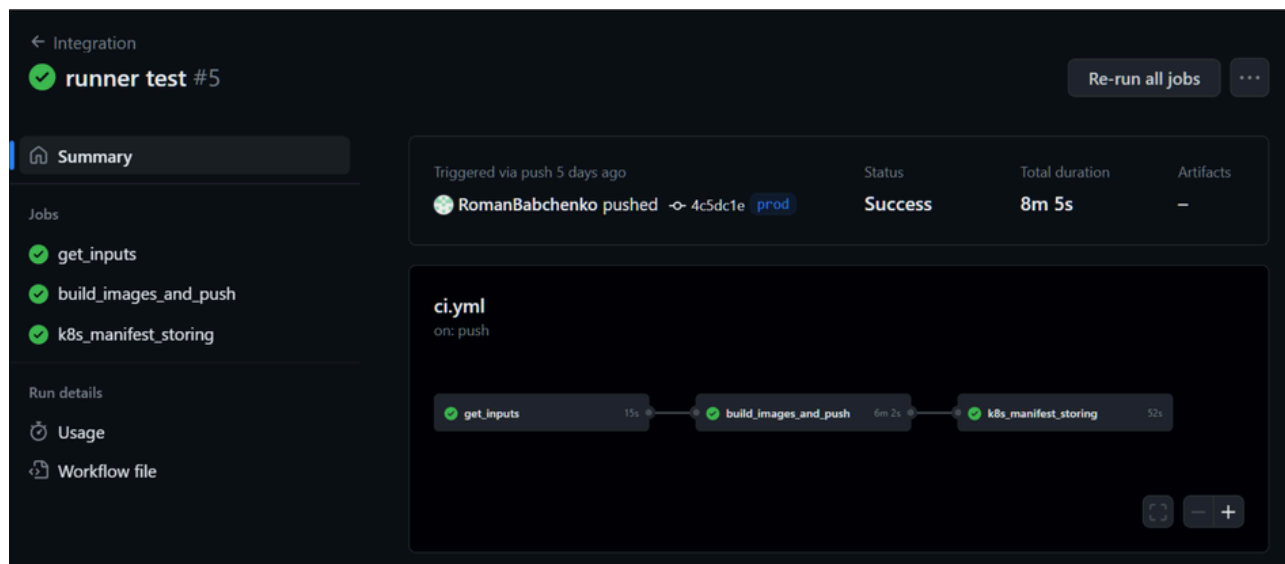 ← Integration
runner test #5
Re-run all jobs
Summary
Jobs
get_inputs
build_images_and_push
k8s_manifest_storing
Run details
Usage
Workflow file
Triggered via push 5 days ago
RomanBabchenko pushed 4c5dc1e prod
Status
Success
Total duration
8m 5s
Artifacts
–
ci.yml
on: push
get_inputs 15s
build_images_and_push 6m 2s
k8s_manifest_storing 52s